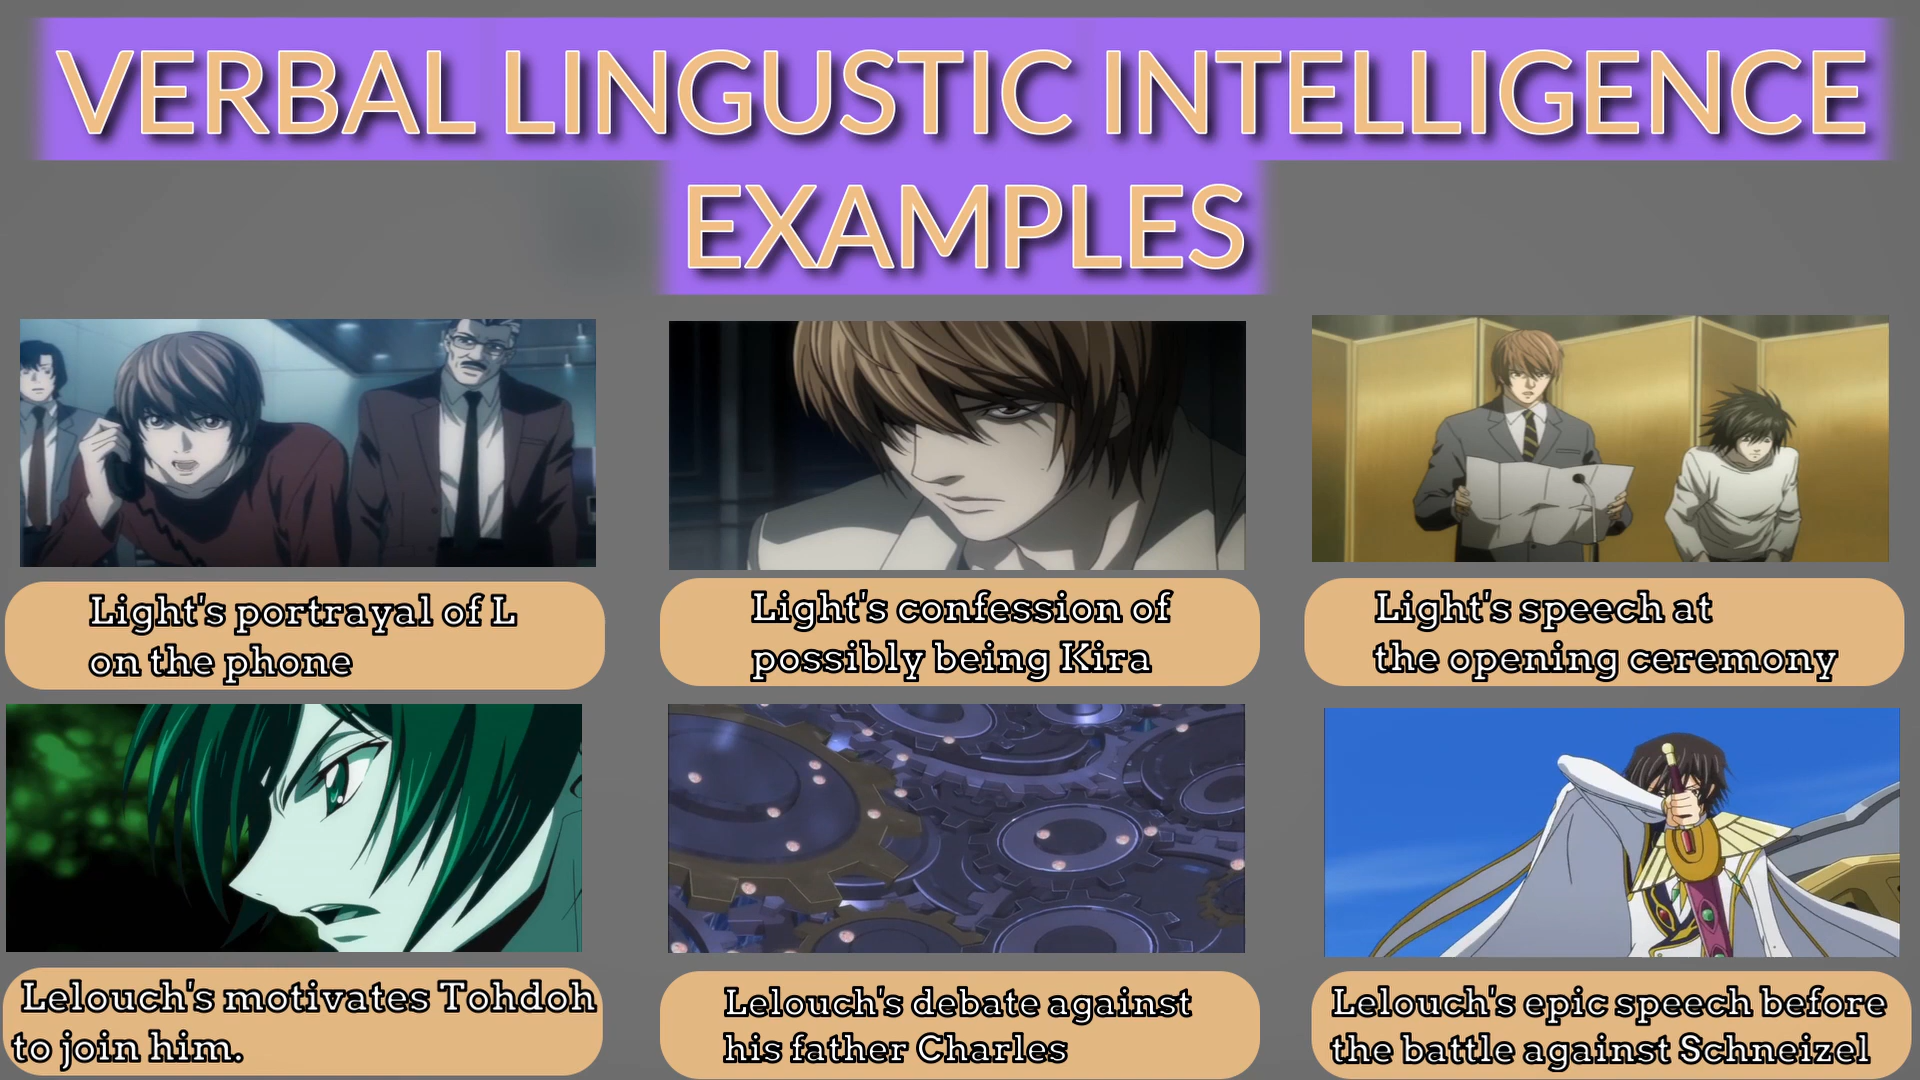 VERBAL LINGUSTIC INTELLIGENCE
EXAMPLES
Light's portrayal of L
on the phone
Light's confession of
possibly being Kira
Light's speech at
the opening ceremony
Lelouch's motivates Tohdoh
to join him.
Lelouch's debate against
his father Charles
Lelouch's epic speech before
the battle against Schneizel